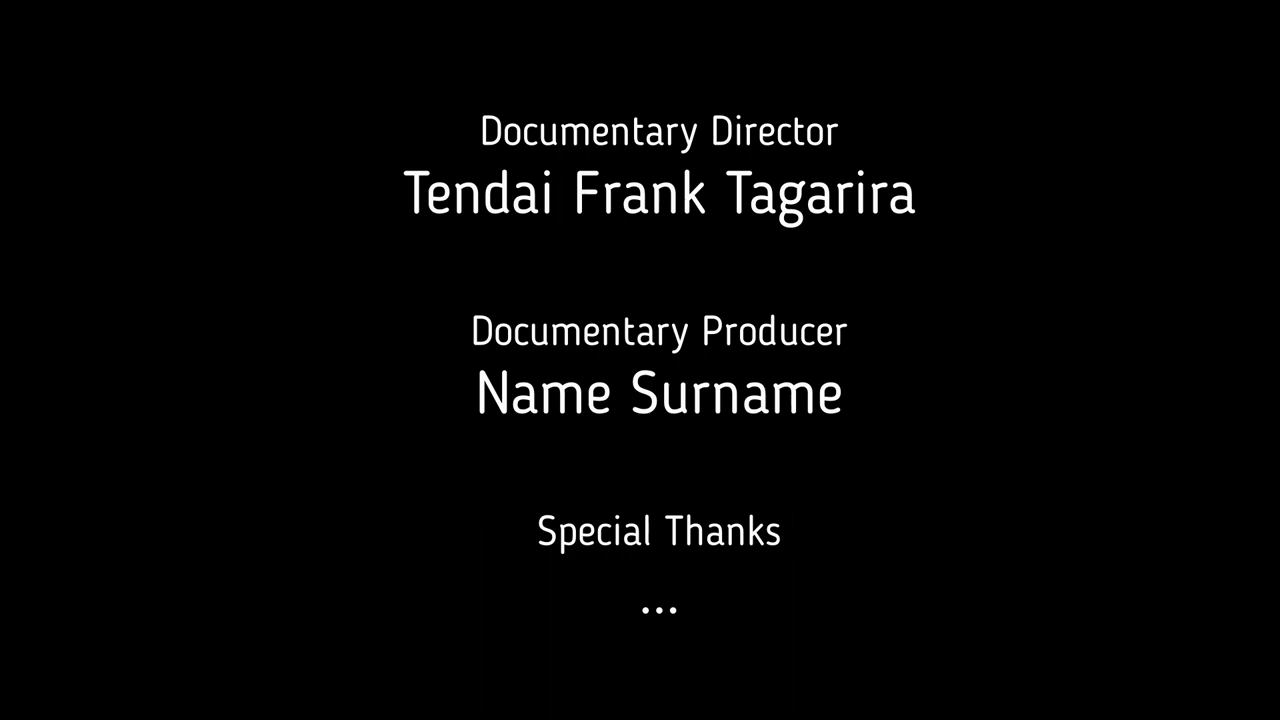 Documentary Director
Tendai Frank Tagarira
Documentary Producer
Name Surname
Special Thanks
...